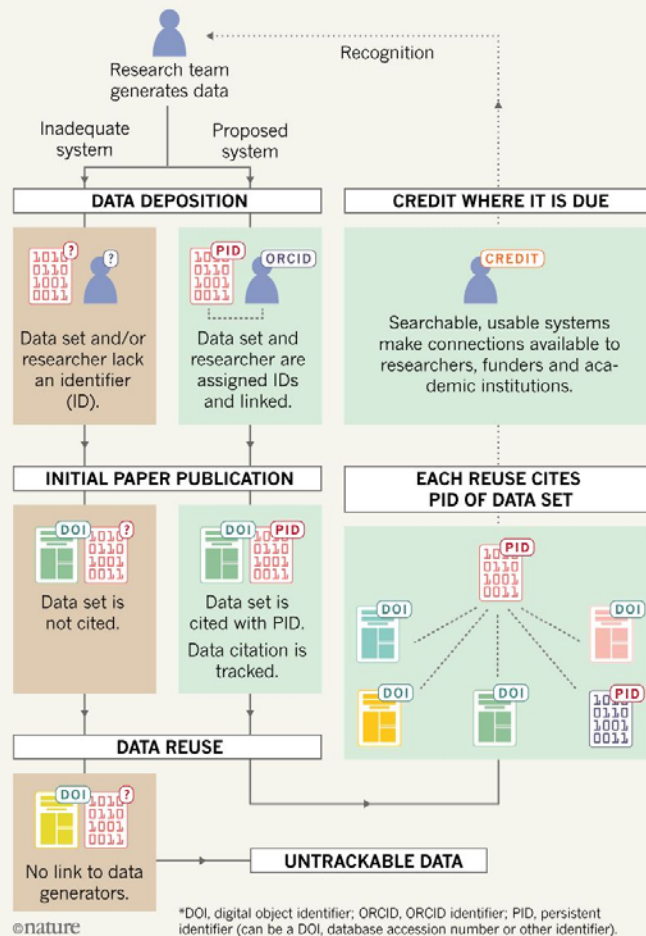 Research team
generates data
Recognition
Inadequate
system
Proposed
system
DATA DEPOSITION
1010
0110
1001
0011
?
?
Data set and/or
researcher lack
an identifier
(ID).
PID
1010
0110
1001
0011
ORCID
Data set and
researcher are
assigned IDs
and linked.
INITIAL PAPER PUBLICATION
DOI
?
1010
0110
1001
0011
Data set is
not cited.
DOI
PID
1010
0110
1001
0011
Data set is
cited with PID.
Data citation is
tracked.
DATA REUSE
DOI
?
1010
0110
1001
0011
No link to data
generators.
UNTRACKABLE DATA
CREDIT WHERE IT IS DUE
CREDIT
Searchable, usable systems
make connections available to
researchers, funders and aca-
demic institutions.
EACH REUSE CITES
PID OF DATA SET
PID
1010
0110
1001
0011
DOI
DOI
DOI
DOI
PID
1010
0110
1001
0011
©nature
*DOI, digital object identifier; ORCID, ORCID identifier; PID, persistent
identifier (can be a DOI, database accession number or other identifier).